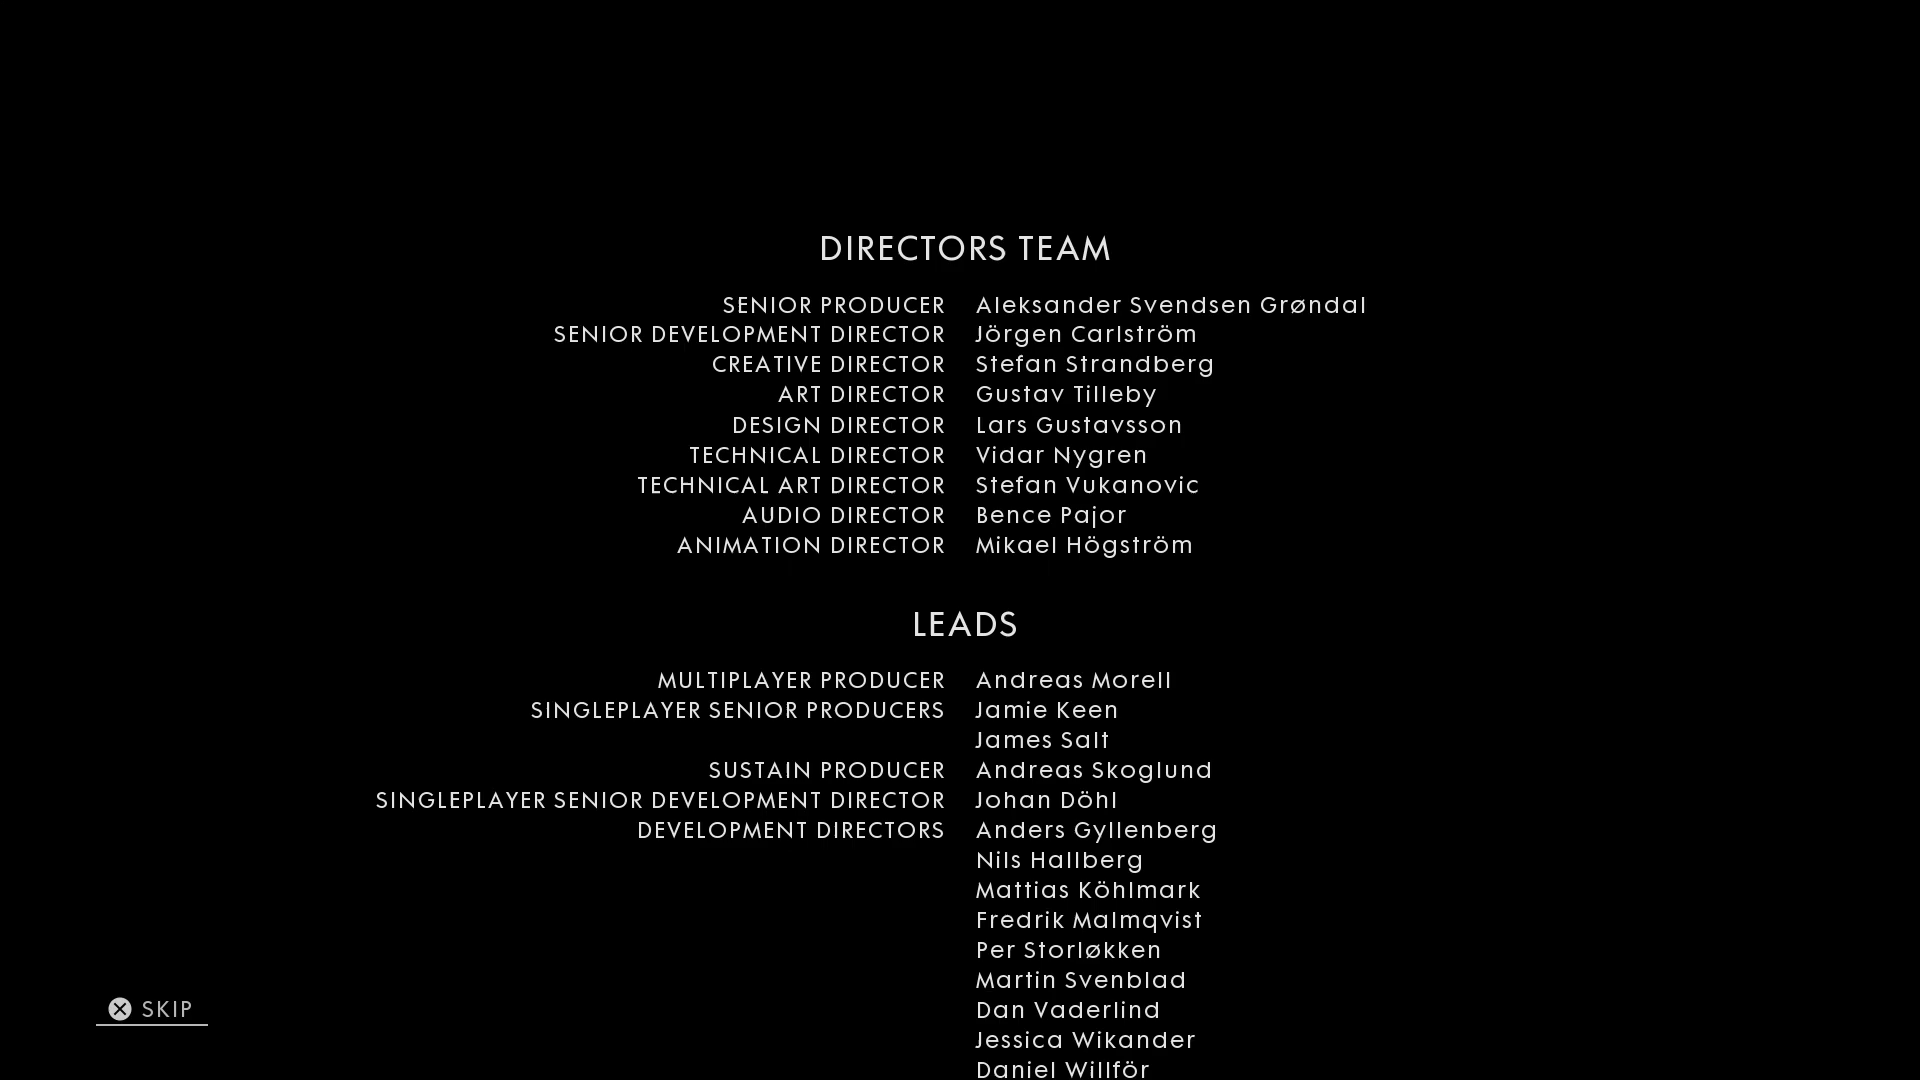 DIRECTORS TEAM
SENIOR PRODUCER Aleksander Svendsen Grøndal
SENIOR DEVELOPMENT DIRECTOR Jörgen Carlström
CREATIVE DIRECTOR Stefan Strandberg
ART DIRECTOR Gustav Tilleby
DESIGN DIRECTOR Lars Gustavsson
TECHNICAL DIRECTOR Vidar Nygren
TECHNICAL ART DIRECTOR Stefan Vukanovic
AUDIO DIRECTOR Bence Pajor
ANIMATION DIRECTOR Mikael Högström
LEADS
MULTIPLAYER PRODUCER Andreas Morell
SINGLEPLAYER SENIOR PRODUCERS Jamie Keen
James Salt
SUSTAIN PRODUCER Andreas Skoglund
SINGLEPLAYER SENIOR DEVELOPMENT DIRECTOR Johan Döhl
DEVELOPMENT DIRECTORS Anders Gyllenberg
Nils Hallberg
Mattias Köhlmark
Fredrik Malmqvist
Per Storløkken
Martin Svenblad
Dan Vaderlind
Jessica Wikander
Daniel Willför
SKIP